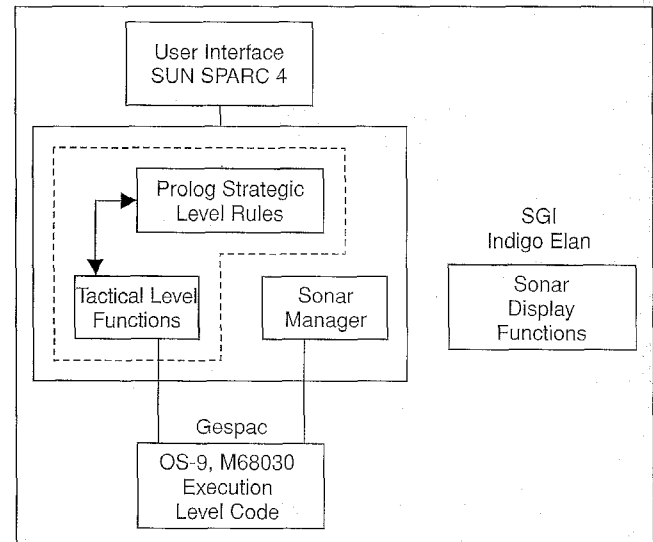 User Interface
SUN SPARC 4
Prolog Strategic
Level Rules
Tactical Level
Functions
Sonar
Manager
SGI
Indigo Elan
Sonar
Display
Functions
Gespac
OS-9, M68030
Execution
Level Code